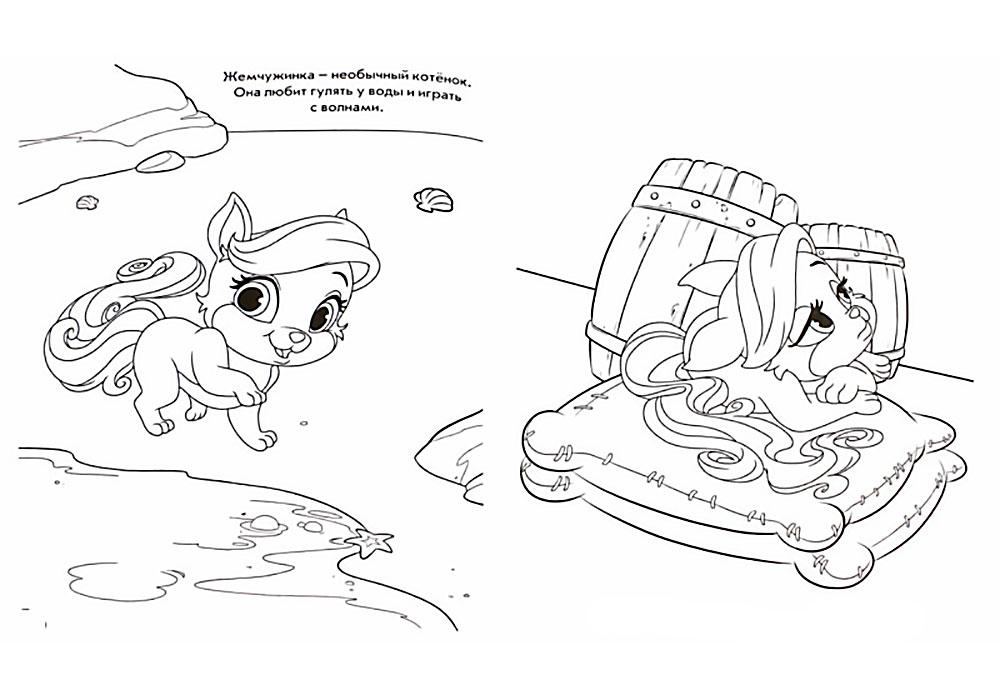 Жемчужинка – необычный котёнок.
Она любит гулять у воды и играть
с волнами.